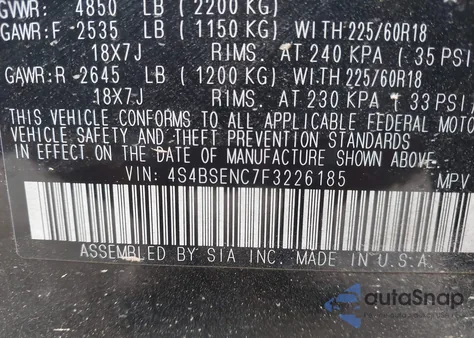 GVWR: 4850 LB (2200 KG)
GAWR:F 2535 LB (1150 KG) WITH 225/60R18
18X7J RIMS. AT 240 KPA (35 PSI
GAWR:R 2645 LB (1200 KG) WITH 225/60R18
18X7J RIMS. AT 230 KPA (33 PSI
THIS VEHICLE CONFORMS TO ALL APPLICABLE FEDERAL MOTO
VEHICLE SAFETY AND THEFT PREVENTION STANDARDS
IN EFFECT ON THE DATE OF MANUFACTURE SHOWN ABOVE.
VIN: 4S4BSENC7F3226185 MPV
ASSEMBLED BY SIA INC. MADE IN U.S.A.
autoSnap